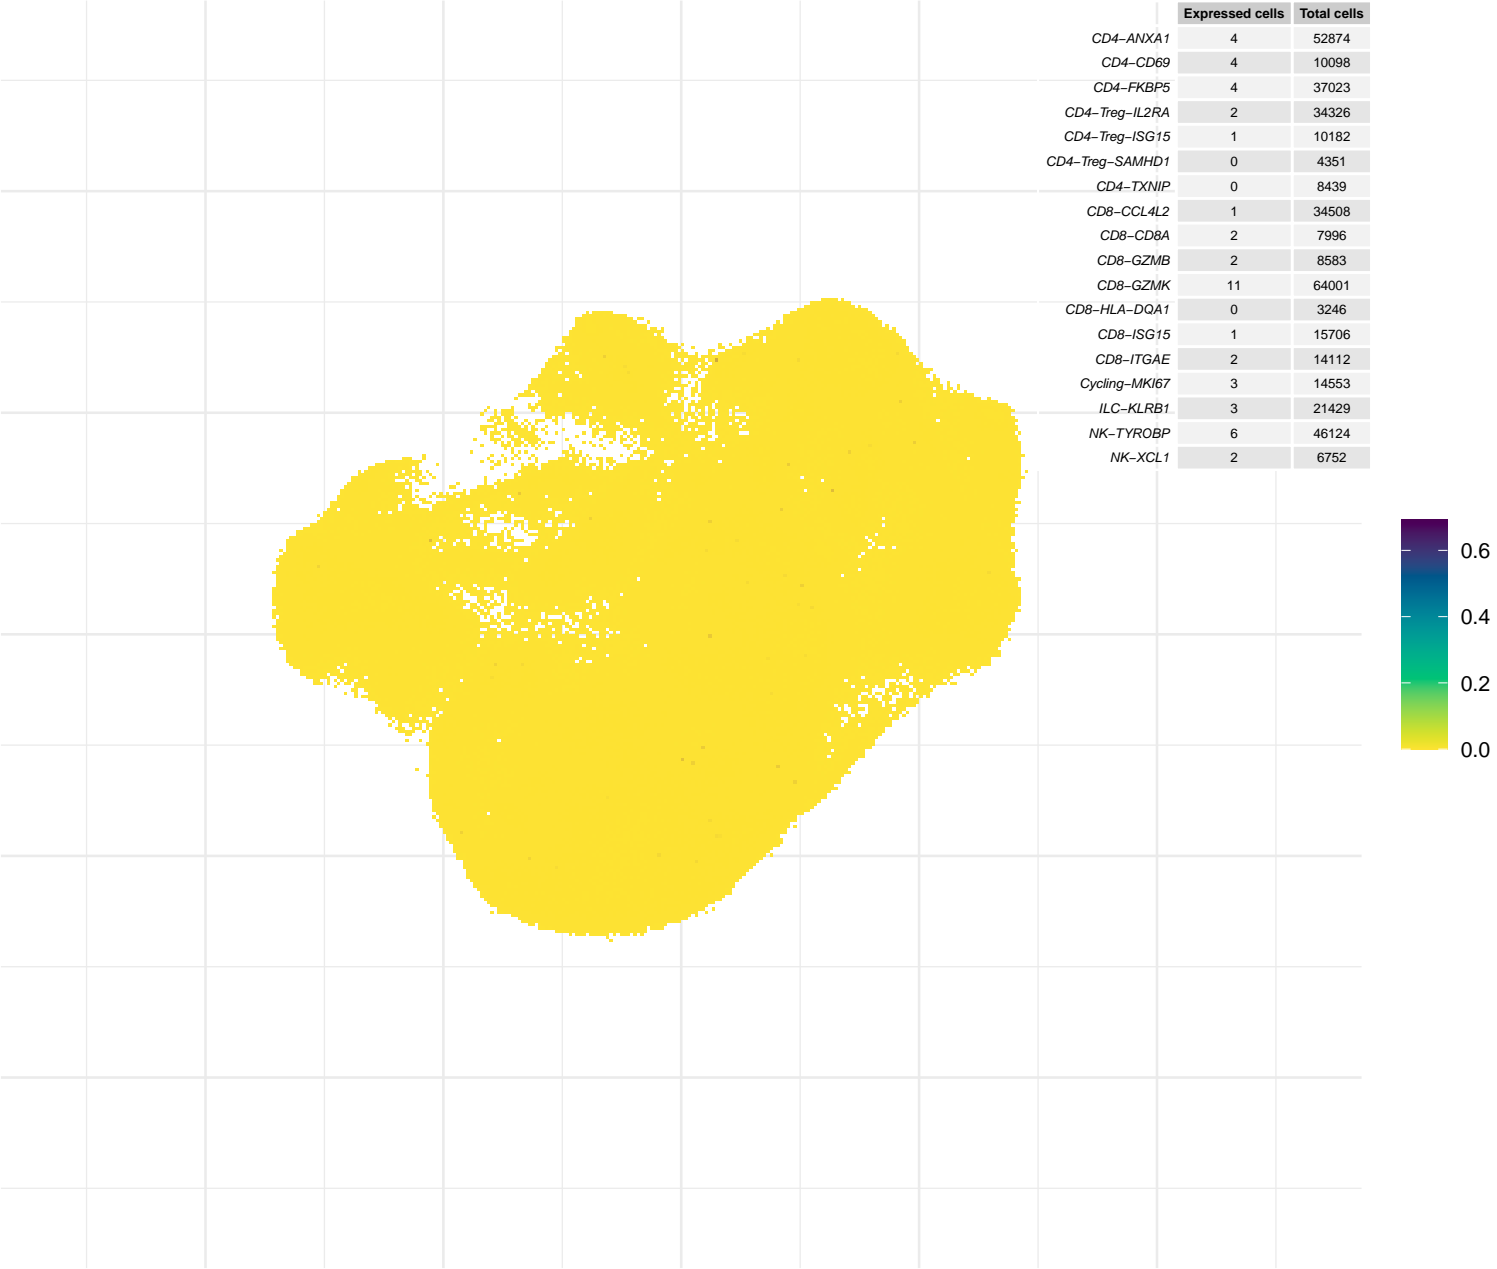 Expressed cells Total cells
CD4−ANXA1 4 52874
CD4−CD69 4 10098
CD4−FKBP5 4 37023
CD4−Treg−IL2RA 2 34326
CD4−Treg−ISG15 1 10182
CD4−Treg−SAMHD1 0 4351
CD4−TXNIP 0 8439
CD8−CCL4L2 1 34508
CD8−CD8A 2 7996
CD8−GZMB 2 8583
CD8−GZMK 11 64001
CD8−HLA−DQA1 0 3246
CD8−ISG15 1 15706
CD8−ITGAE 2 14112
Cycling−MKI67 3 14553
ILC−KLRB1 3 21429
NK−TYROBP 6 46124
NK−XCL1 2 6752
0.6
0.4
0.2
0.0